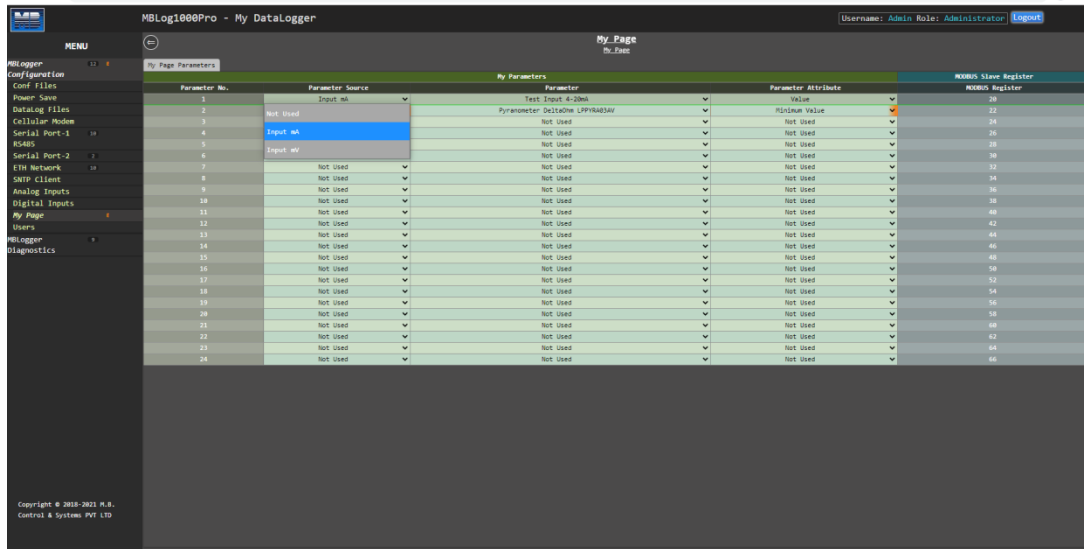 MB
MBLog1000Pro - My DataLogger
Username: Admin Role: Administrator Logout
MENU
My Page
My Page
MBLogger 12 8
Configuration
Conf Files
Power Save
DataLog Files
Cellular Modem
Serial Port-1 10
RS485
Serial Port-2
ETH Network 10
SNTP Client
Analog Inputs
Digital Inputs
My Page 8
Users
MBLogger
Diagnostics
My Page Parameters
My Parameters MODBUS Slave Register
Parameter No. Parameter Source Parameter Parameter Attribute MODBUS Register
1 Input mA Test Input 4-20mA Value 20
2 Pyranometer DeltaOhm LPPYRA03AV Minimum Value 22
3 Not Used Not Used 24
4 Not Used Not Used 26
5 Not Used Not Used 28
6 Not Used Not Used 30
Not Used
Input mA
Input mV
7 Not Used Not Used Not Used 32
8 Not Used Not Used Not Used 34
9 Not Used Not Used Not Used 36
10 Not Used Not Used Not Used 38
11 Not Used Not Used Not Used 40
12 Not Used Not Used Not Used 42
13 Not Used Not Used Not Used 44
14 Not Used Not Used Not Used 46
15 Not Used Not Used Not Used 48
16 Not Used Not Used Not Used 50
17 Not Used Not Used Not Used 52
18 Not Used Not Used Not Used 54
19 Not Used Not Used Not Used 56
20 Not Used Not Used Not Used 58
21 Not Used Not Used Not Used 60
22 Not Used Not Used Not Used 62
23 Not Used Not Used Not Used 64
24 Not Used Not Used Not Used 66
Copyright © 2018-2021 M.B.
Control & Systems PVT LTD